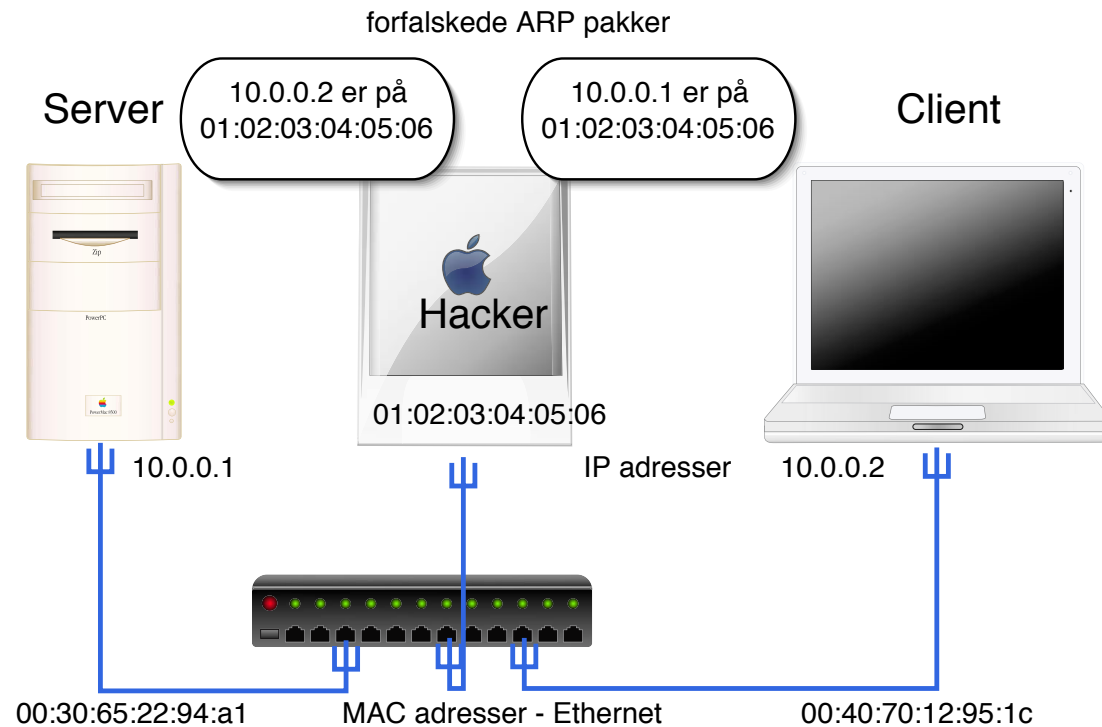 forfalskede ARP pakker
10.0.0.2 er på
01:02:03:04:05:06
10.0.0.1 er på
01:02:03:04:05:06
Server
Client
Zip
PowerPC
Hacker
01:02:03:04:05:06
10.0.0.1
IP adresser
10.0.0.2
00:30:65:22:94:a1
MAC adresser - Ethernet
00:40:70:12:95:1c